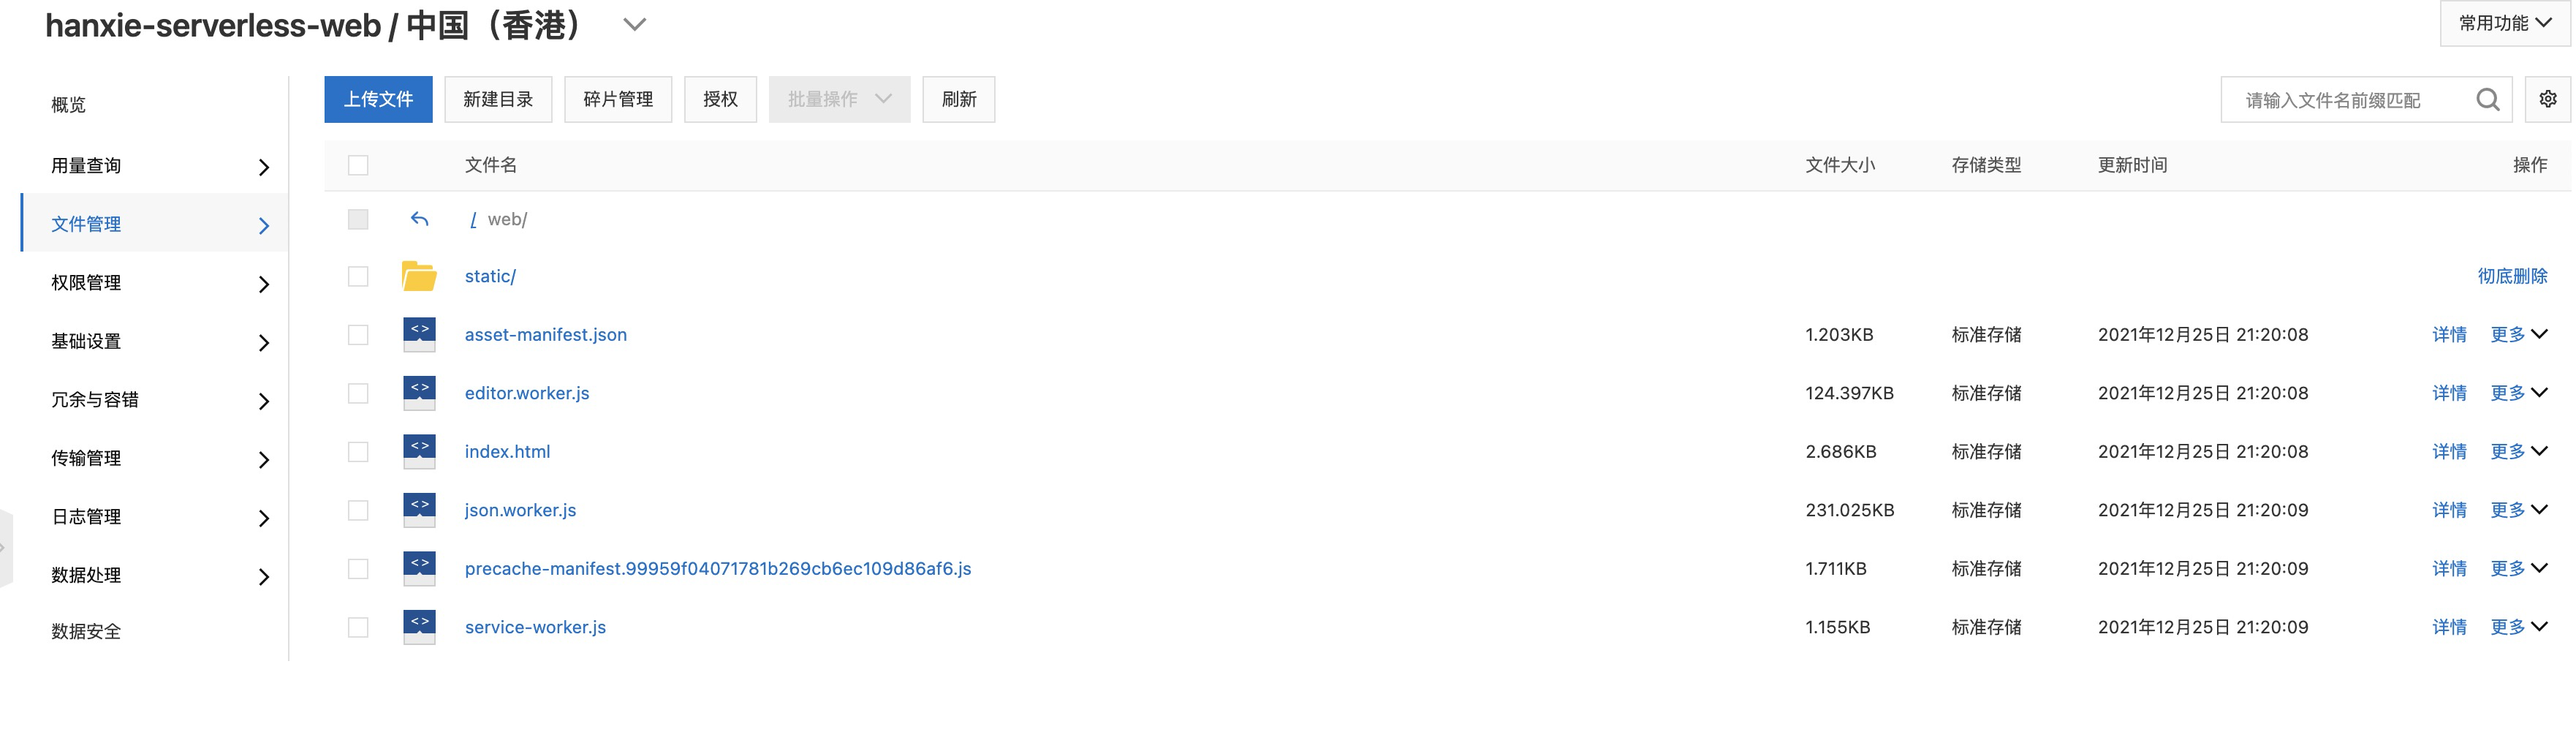 hanxie-serverless-web / 中国（香港）
常用功能
概览
用量查询
文件管理
权限管理
基础设置
冗余与容错
传输管理
日志管理
数据处理
数据安全
上传文件 新建目录 碎片管理 授权 批量操作 刷新 请输入文件名前缀匹配
文件名 文件大小 存储类型 更新时间 操作
/ web/
static/ 彻底删除
asset-manifest.json 1.203KB 标准存储 2021年12月25日 21:20:08 详情 更多
editor.worker.js 124.397KB 标准存储 2021年12月25日 21:20:08 详情 更多
index.html 2.686KB 标准存储 2021年12月25日 21:20:08 详情 更多
json.worker.js 231.025KB 标准存储 2021年12月25日 21:20:09 详情 更多
precache-manifest.99959f04071781b269cb6ec109d86af6.js 1.711KB 标准存储 2021年12月25日 21:20:09 详情 更多
service-worker.js 1.155KB 标准存储 2021年12月25日 21:20:09 详情 更多